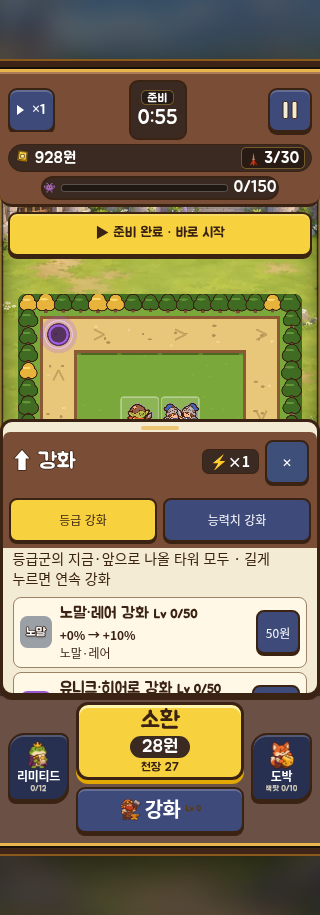 ▶ ×1
준비
0:55
928원
3/30
0/150
▶ 준비 완료 · 바로 시작
강화
⚡×1
×
등급 강화
능력치 강화
등급군의 지금·앞으로 나올 타워 모두 · 길게
누르면 연속 강화
노말
노말·레어 강화 Lv 0/50
+0% → +10%
노말·레어
50원
유니크·히어로 강화 Lv 0/50
소환
28원
천장 27
리미티드
0/12
도박
잭팟 0/10
강화